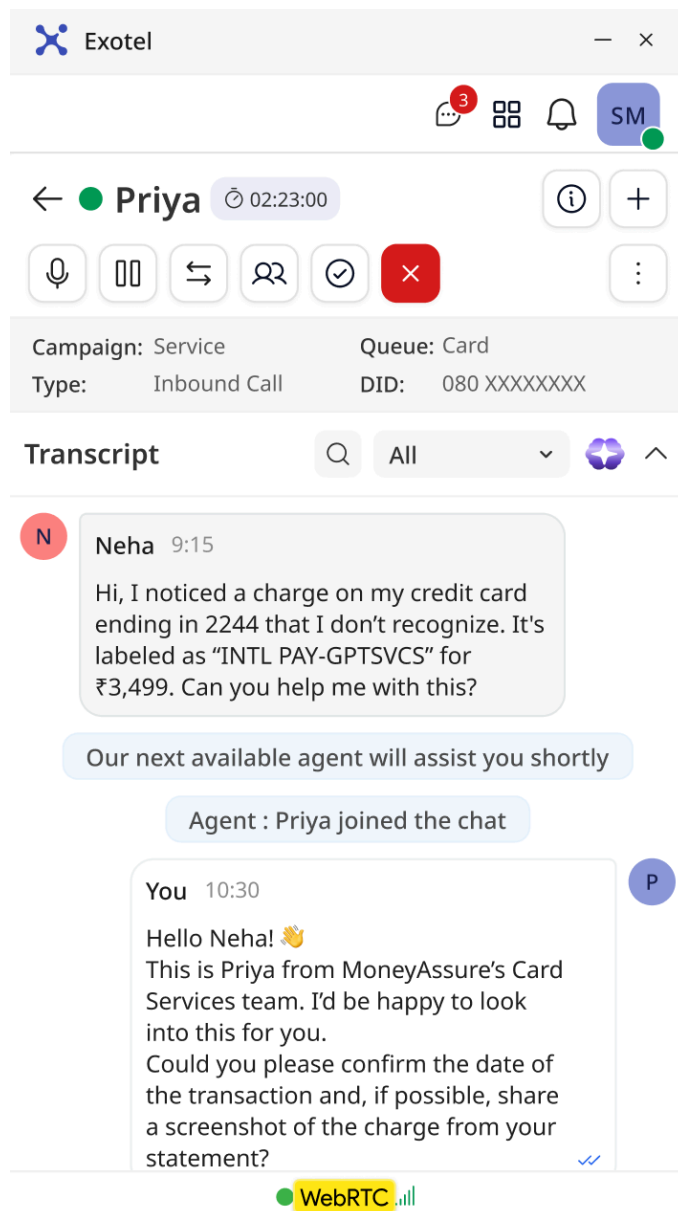 Exotel
3
SM
Priya 02:23:00
Campaign: Service Queue: Card
Type: Inbound Call DID: 080 XXXXXXXX
Transcript All
N
Neha 9:15
Hi, I noticed a charge on my credit card
ending in 2244 that I don’t recognize. It's
labeled as “INTL PAY-GPTSVCS” for
₹3,499. Can you help me with this?
Our next available agent will assist you shortly
Agent : Priya joined the chat
P
You 10:30
Hello Neha! 👋
This is Priya from MoneyAssure’s Card
Services team. I’d be happy to look
into this for you.
Could you please confirm the date of
the transaction and, if possible, share
a screenshot of the charge from your
statement?
WebRTC